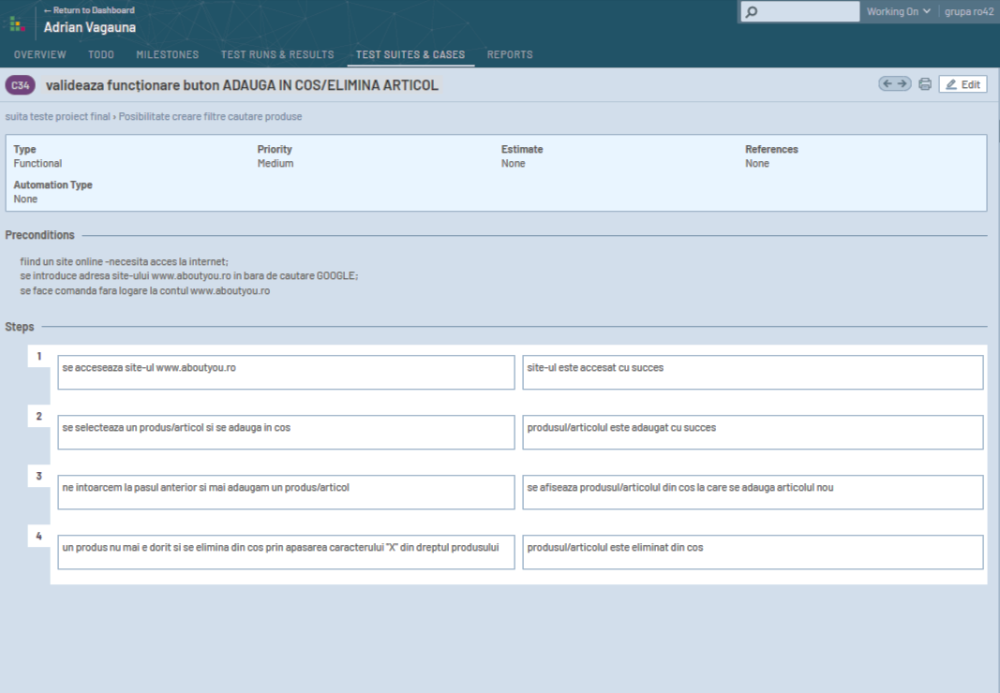 ← Return to Dashboard
Adrian Vagauna
Working On
grupa ro42
OVERVIEW TODO MILESTONES TEST RUNS & RESULTS TEST SUITES & CASES REPORTS
C34 valideaza funcționare buton ADAUGA IN COS/ELIMINA ARTICOL
Edit
suita teste proiect final › Posibilitate creare filtre cautare produse
Type Priority Estimate References
Functional Medium None None
Automation Type
None
Preconditions
fiind un site online -necesita acces la internet;
se introduce adresa site-ului www.aboutyou.ro in bara de cautare GOOGLE;
se face comanda fara logare la contul www.aboutyou.ro
Steps
1
se acceseaza site-ul www.aboutyou.ro
site-ul este accesat cu succes
2
se selecteaza un produs/articol si se adauga in cos
produsul/articolul este adaugat cu succes
3
ne intoarcem la pasul anterior si mai adaugam un produs/articol
se afiseaza produsul/articolul din cos la care se adauga articolul nou
4
un produs nu mai e dorit si se elimina din cos prin apasarea caracterului "X" din dreptul produsului
produsul/articolul este eliminat din cos